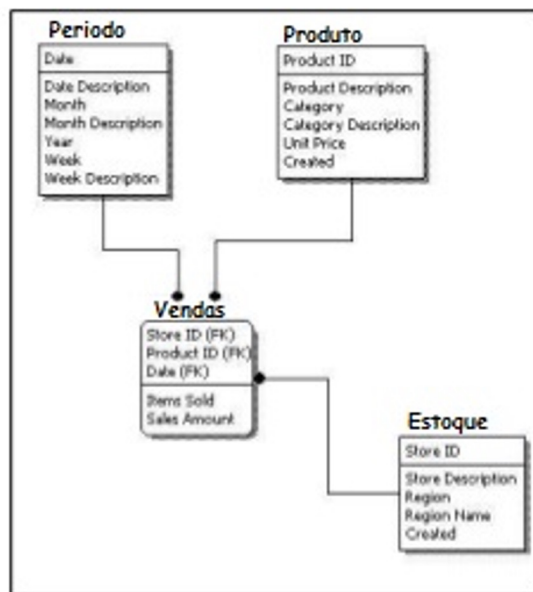 Periodo
Date
Date Description
Month
Month Description
Year
Week
Week Description
Produto
Product ID
Product Description
Category
Category Description
Unit Price
Created
Vendas
Store ID (FK)
Product ID (FK)
Date (FK)
Items Sold
Sales Amount
Estoque
Store ID
Store Description
Region
Region Name
Created